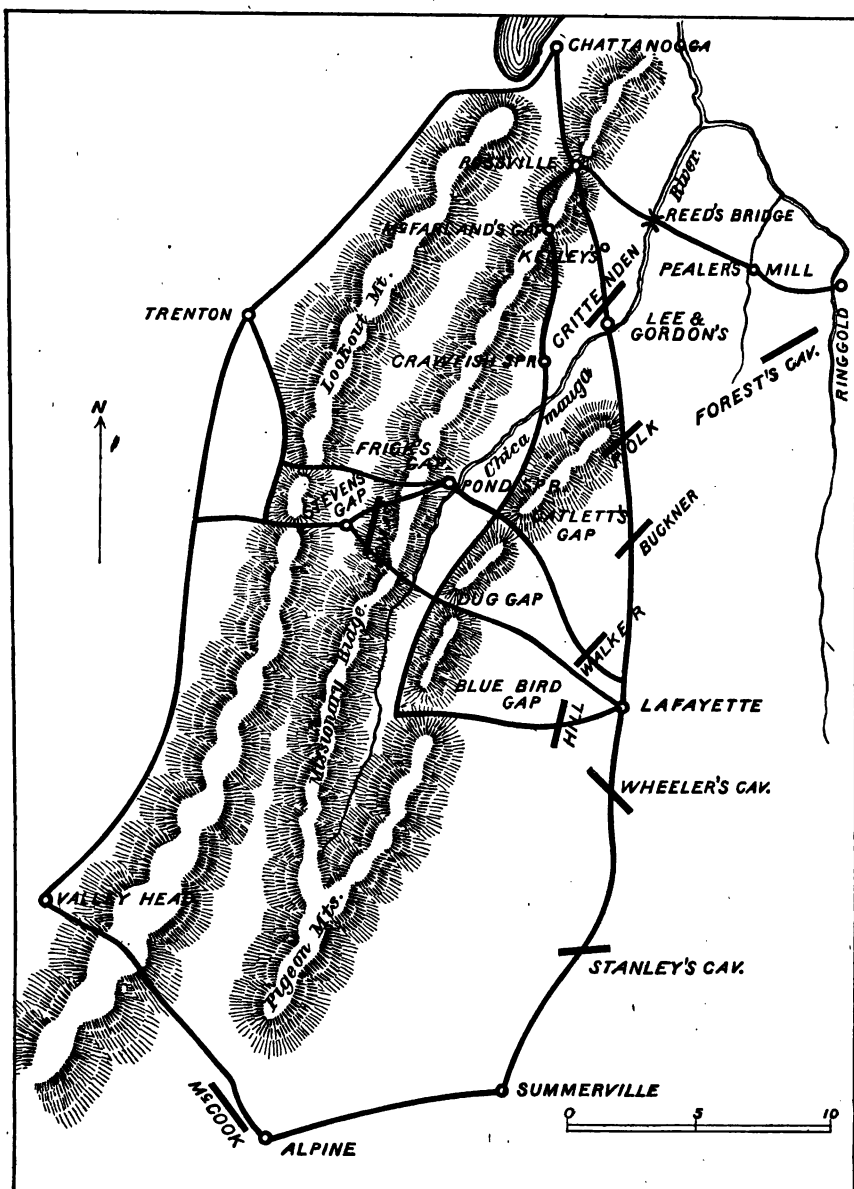 CHATTANOOGA
ROSSVILLE
River.
REED'S BRIDGE
McFARLAND'S GAP
KELLEY'S
PEALER'S MILL
CRITTENDEN
TRENTON
LEE &
GORDON'S
RINGGOLD
Lookout Mt.
CRAWFISH SPR.
FOREST'S CAV.
N
Chicamauga
POLK
FRICK'S
GAP
STEVENS
GAP
POND SPR.
CATLETT'S
GAP
BUCKNER
DUG GAP
WALKER
Missionary Ridge.
BLUE BIRD
GAP
HILL
LAFAYETTE
WHEELER'S CAV.
VALLEY HEAD
Pigeon Mts.
STANLEY'S CAV.
SUMMERVILLE
McCOOK
ALPINE
0 5 10